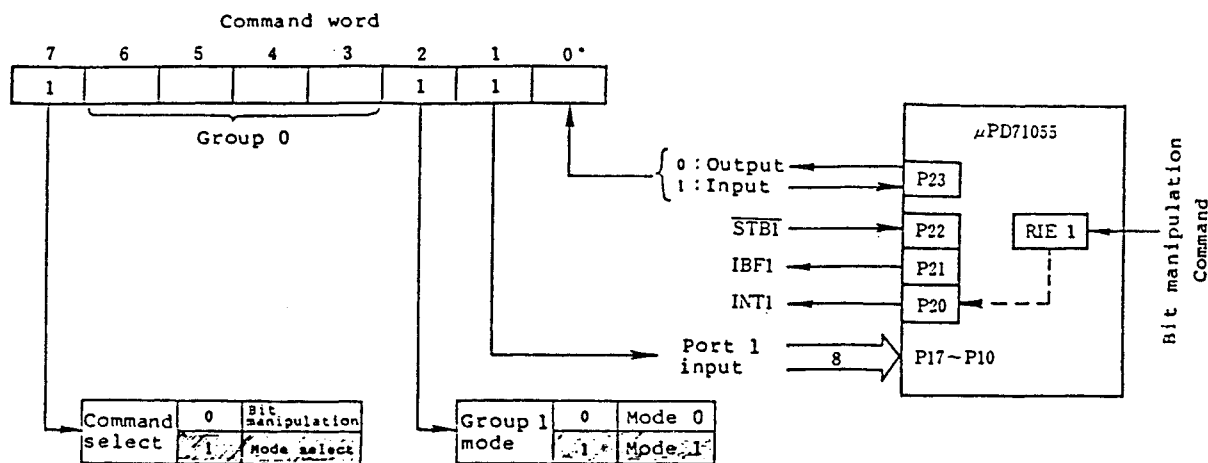 Command word
7 6 5 4 3 2 1 0*
1 1 1
Group 0
μPD71055
0 : Output
1 : Input
P23
STB1
P22
RIE 1
IBF1
P21
INT1
P20
Port 1
input
8
P17~P10
Bit manipulation
Command
Command
select
0 Bit
manipulation
1 Mode select
Group 1
mode
0 Mode 0
1 Mode 1